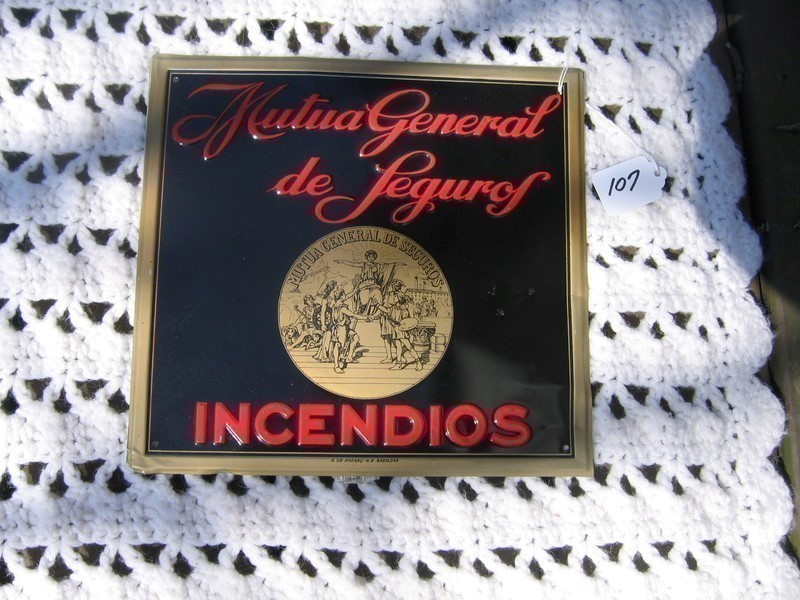 Mutua General
de Seguros
107
MUTUA GENERAL DE SEGUROS
INCENDIOS